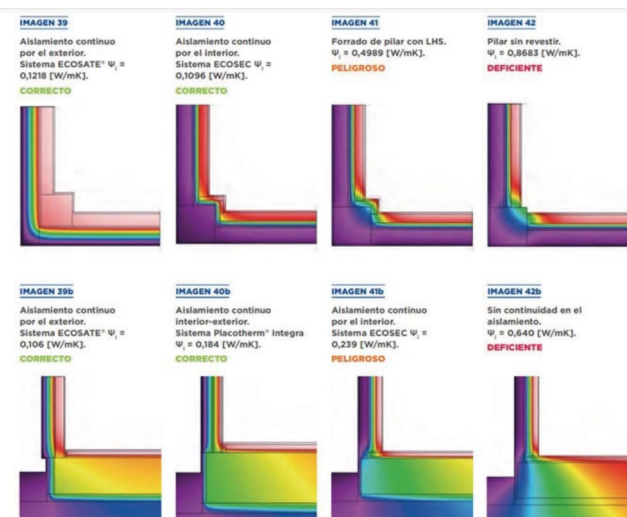 IMAGEN 39
Aislamiento continuo
por el exterior.
Sistema ECOSATE® Ψi =
0,1218 [W/mK].
CORRECTO
IMAGEN 40
Aislamiento continuo
por el interior.
Sistema ECOSEC Ψi =
0,1096 [W/mK].
CORRECTO
IMAGEN 41
Forrado de pilar con LHS.
Ψi = 0,4989 [W/mK].
PELIGROSO
IMAGEN 42
Pilar sin revestir.
Ψi = 0,8683 [W/mK].
DEFICIENTE
IMAGEN 39b
Aislamiento continuo
por el exterior.
Sistema ECOSATE® Ψi =
0,106 [W/mK].
CORRECTO
IMAGEN 40b
Aislamiento continuo
interior-exterior.
Sistema Placotherm® Integra
Ψi = 0,184 [W/mK].
CORRECTO
IMAGEN 41b
Aislamiento continuo
por el interior.
Sistema ECOSEC Ψi =
0,239 [W/mK].
PELIGROSO
IMAGEN 42b
Sin continuidad en el
aislamiento.
Ψi = 0,640 [W/mK].
DEFICIENTE